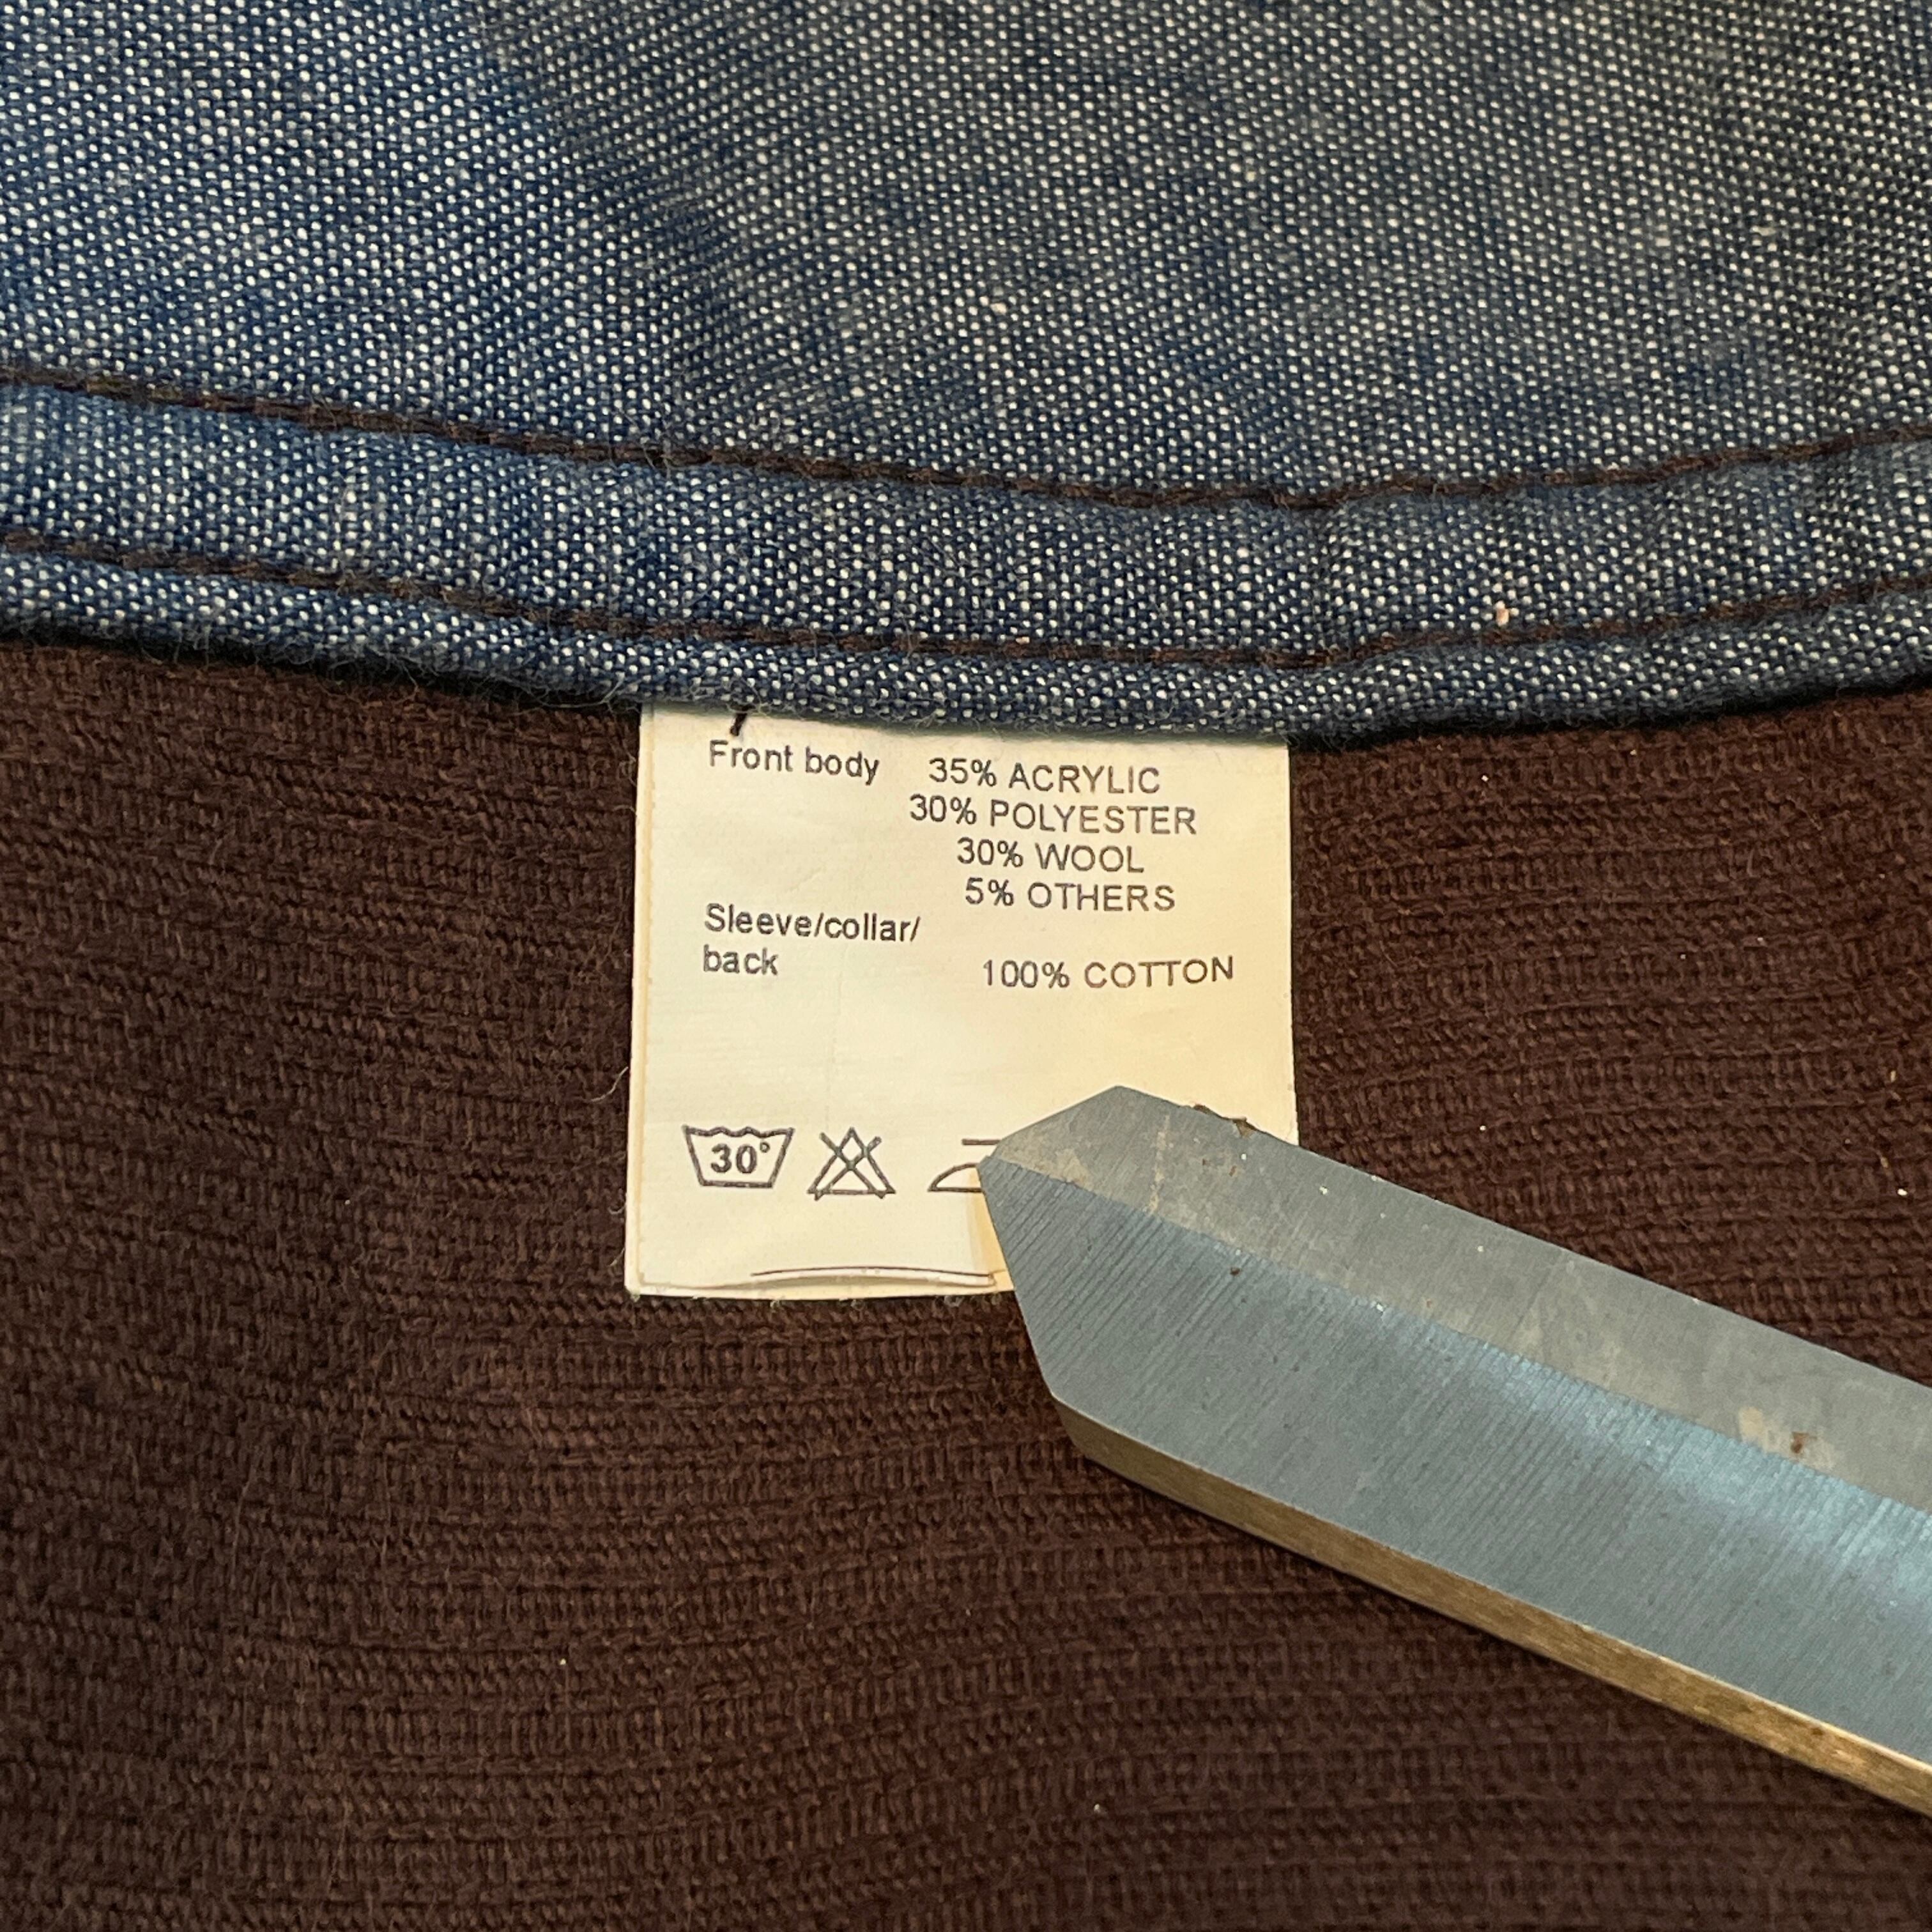 Front body 35% ACRYLIC
30% POLYESTER
30% WOOL
5% OTHERS
Sleeve/collar/
back 100% COTTON
30°